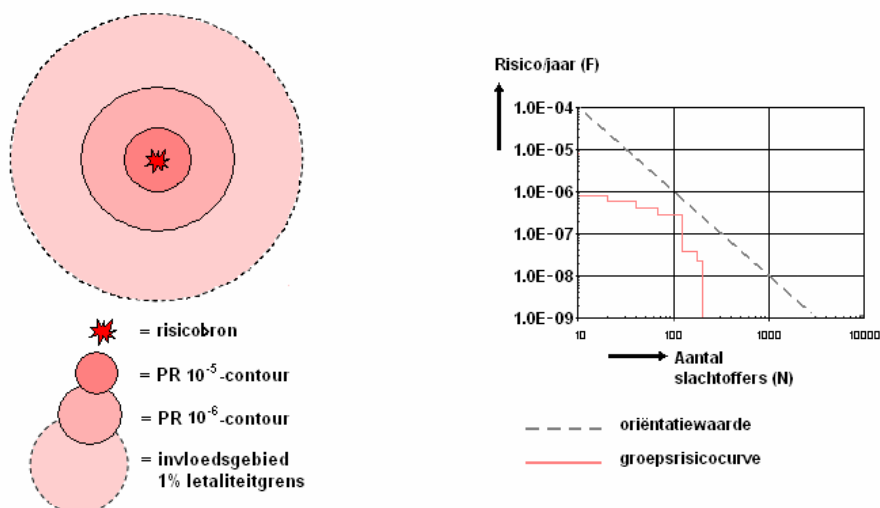 = risicobron
= PR 10⁻⁵-contour
= PR 10⁻⁶-contour
= invloedsgebied
1% letaliteitgrens
Risico/jaar (F)
1.0E-04
1.0E-05
1.0E-06
1.0E-07
1.0E-08
1.0E-09
10
100
1000
10000
Aantal
slachtoffers (N)
oriëntatiewaarde
groepsrisicocurve